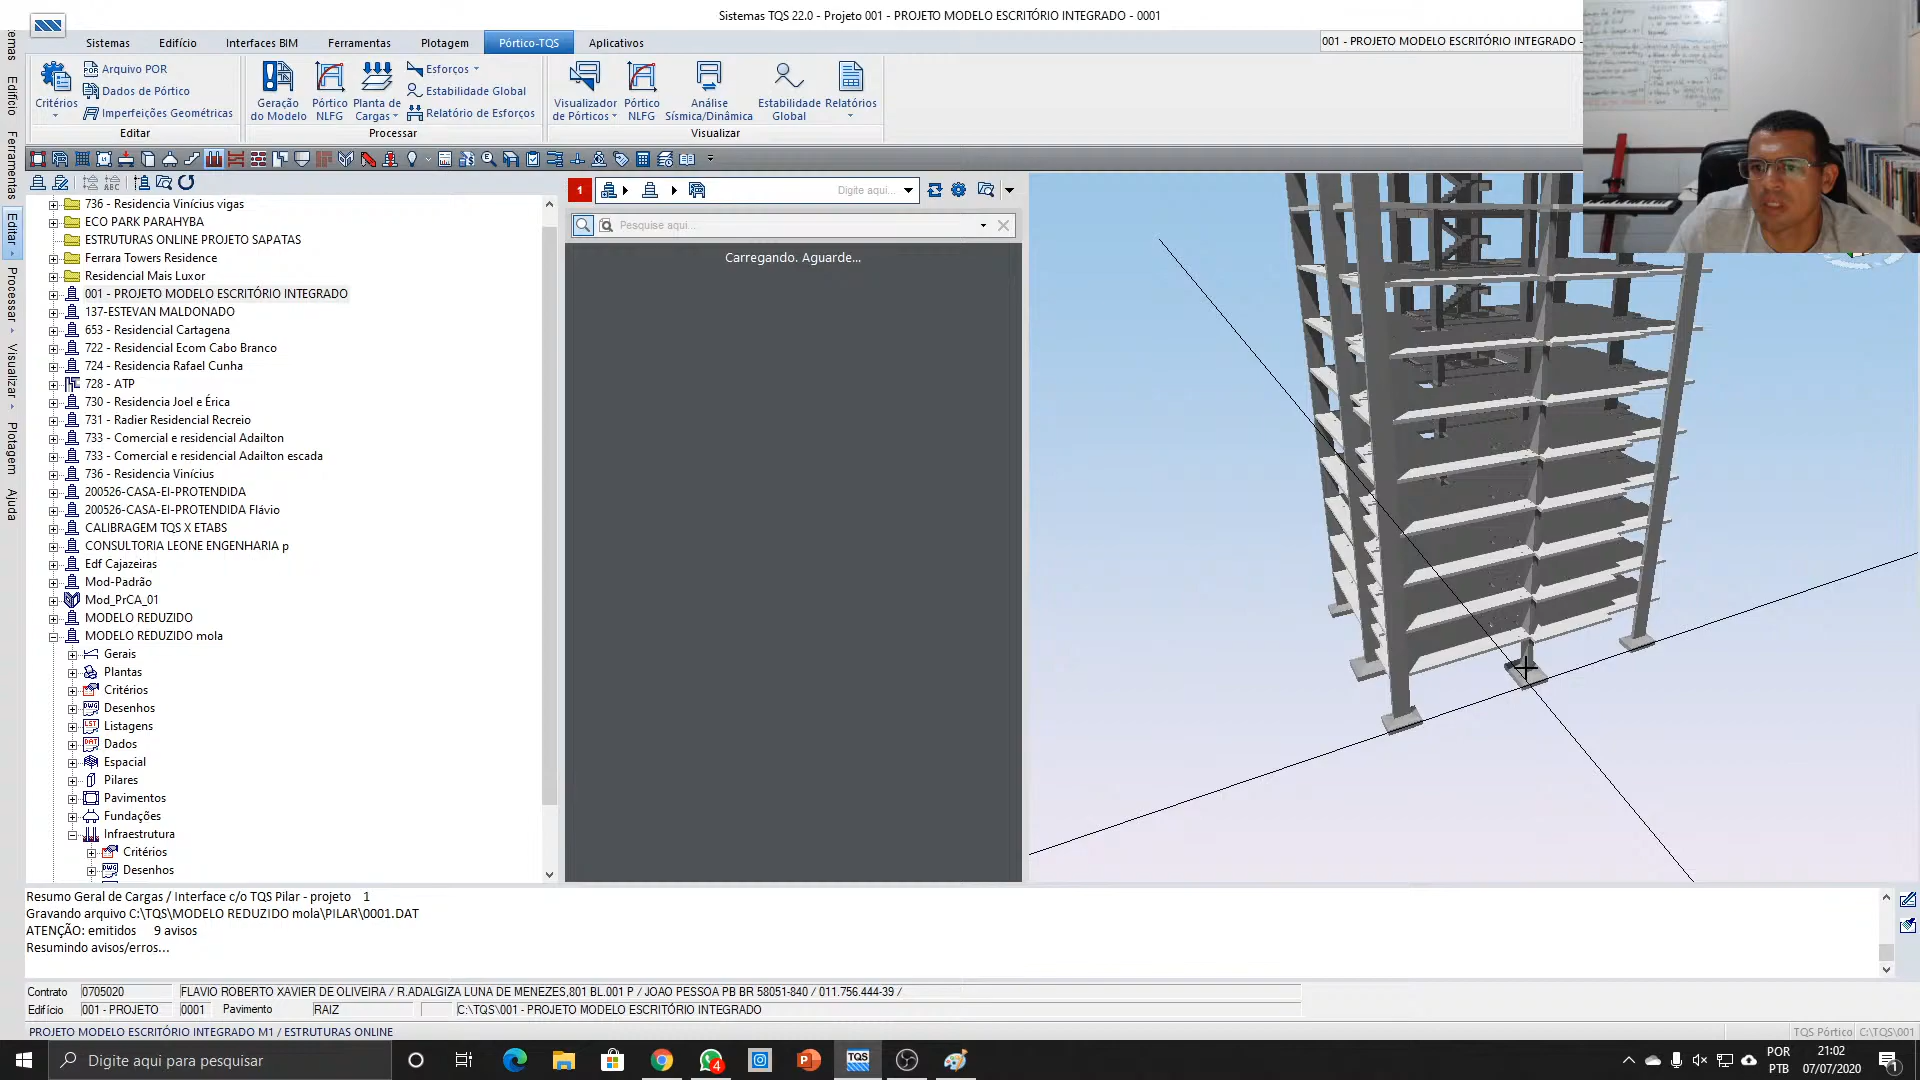 Sistemas TQS 22.0 - Projeto 001 - PROJETO MODELO ESCRITÓRIO INTEGRADO - 0001
Sistemas
Edifício
Interfaces BIM
Ferramentas
Plotagem
Pórtico-TQS
Aplicativos
001 - PROJETO MODELO ESCRITÓRIO INTEGRADO -
Critérios
Arquivo POR
Dados de Pórtico
Imperfeições Geométricas
Editar
Geração do Modelo
Pórtico NLFG
Planta de Cargas
Esforços
Estabilidade Global
Relatório de Esforços
Processar
Visualizador de Pórticos
Pórtico NLFG
Análise Sísmica/Dinâmica
Estabilidade Global
Relatórios
Visualizar
emas
Edifício
Ferramentas
Editar
Processar
Visualizar
Plotagem
Ajuda
736 - Residencia Vinícius vigas
ECO PARK PARAHYBA
ESTRUTURAS ONLINE PROJETO SAPATAS
Ferrara Towers Residence
Residencial Mais Luxor
001 - PROJETO MODELO ESCRITÓRIO INTEGRADO
137-ESTEVAN MALDONADO
653 - Residencial Cartagena
722 - Residencial Ecom Cabo Branco
724 - Residencia Rafael Cunha
728 - ATP
730 - Residencia Joel e Érica
731 - Radier Residencial Recreio
733 - Comercial e residencial Adailton
733 - Comercial e residencial Adailton escada
736 - Residencia Vinícius
200526-CASA-EI-PROTENDIDA
200526-CASA-EI-PROTENDIDA Flávio
CALIBRAGEM TQS X ETABS
CONSULTORIA LEONE ENGENHARIA p
Edf Cajazeiras
Mod-Padrão
Mod_PrCA_01
MODELO REDUZIDO
MODELO REDUZIDO mola
Gerais
Plantas
Critérios
Desenhos
Listagens
Dados
Espacial
Pilares
Pavimentos
Fundações
Infraestrutura
Critérios
Desenhos
1
Digite aqui...
Pesquise aqui...
Carregando. Aguarde...
Resumo Geral de Cargas / Interface c/o TQS Pilar - projeto 1
Gravando arquivo C:\TQS\MODELO REDUZIDO mola\PILAR\0001.DAT
ATENÇÃO: emitidos 9 avisos
Resumindo avisos/erros...
Contrato 0705020 FLAVIO ROBERTO XAVIER DE OLIVEIRA / R.ADALGIZA LUNA DE MENEZES,801 BL.001 P / JOAO PESSOA PB BR 58051-840 / 011.756.444-39 /
Edifício 001 - PROJETO 0001 Pavimento RAIZ C:\TQS\001 - PROJETO MODELO ESCRITÓRIO INTEGRADO
PROJETO MODELO ESCRITÓRIO INTEGRADO M1 / ESTRUTURAS ONLINE
TQS Pórtico C:\TQS\001
Digite aqui para pesquisar
4
TQS
POR
PTB
21:02
07/07/2020
1